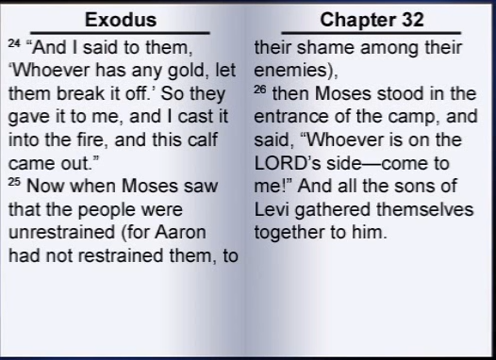 Exodus
24 “And I said to them,
‘Whoever has any gold, let
them break it off.’ So they
gave it to me, and I cast it
into the fire, and this calf
came out.”
25 Now when Moses saw
that the people were
unrestrained (for Aaron
had not restrained them, to
Chapter 32
their shame among their
enemies),
26 then Moses stood in the
entrance of the camp, and
said, “Whoever is on the
LORD’s side—come to
me!” And all the sons of
Levi gathered themselves
together to him.